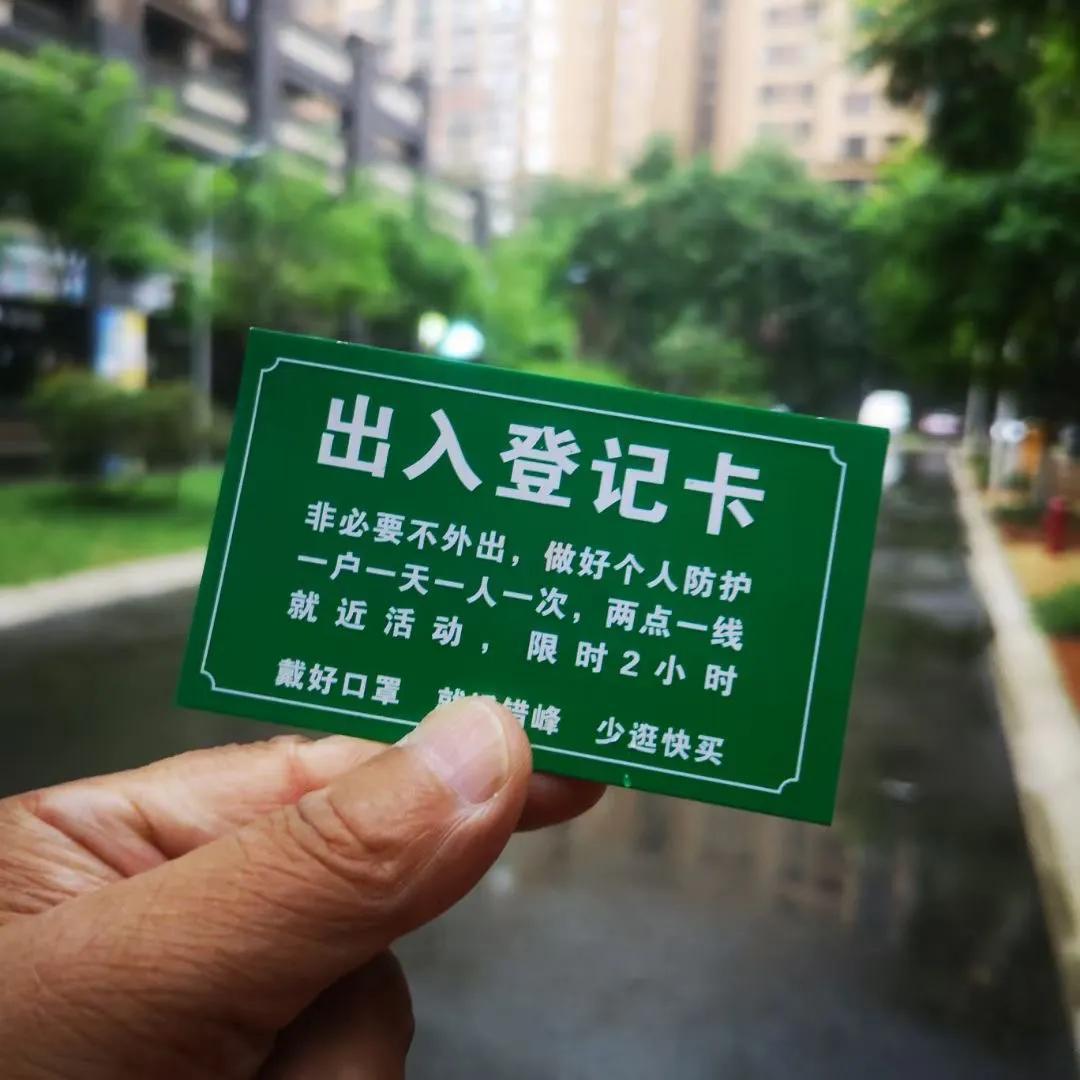 出入登记卡
非必要不外出，做好个人防护
一户一天一人一次，两点一线
就近活动，限时2小时
戴好口罩 就近错峰 少逛快买